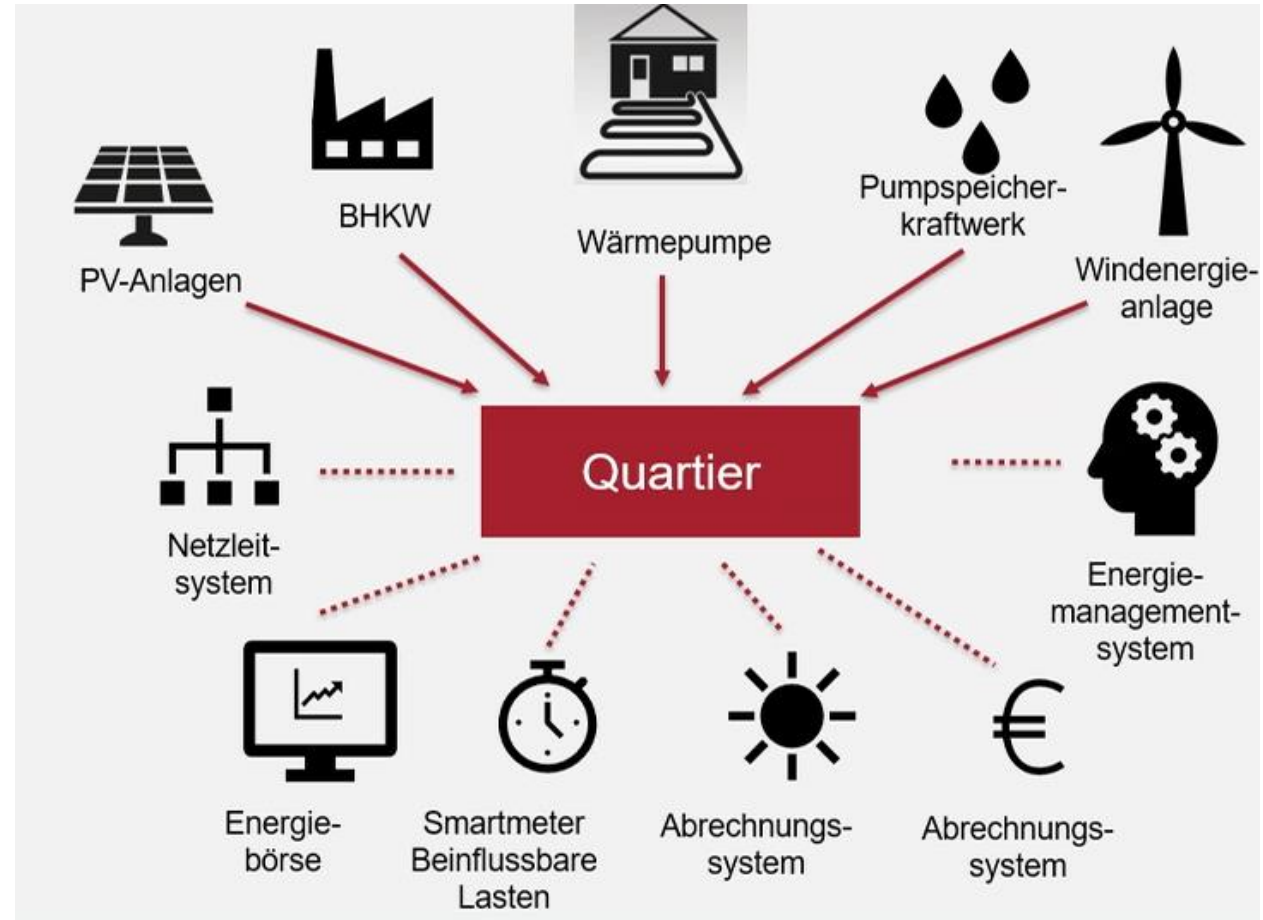 BHKW
PV-Anlagen
Wärmepumpe
Pumpspeicher-
kraftwerk
Windenergie-
anlage
Quartier
Netzleit-
system
Energie-
management-
system
Energie-
börse
Smartmeter
Beinflussbare
Lasten
Abrechnungs-
system
€
Abrechnungs-
system